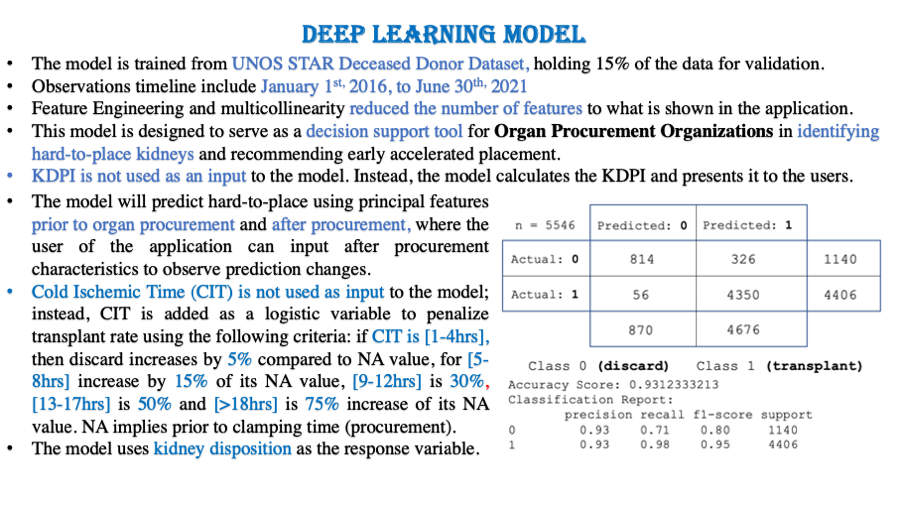 DEEP LEARNING MODEL
• The model is trained from UNOS STAR Deceased Donor Dataset, holding 15% of the data for validation.
• Observations timeline include January 1st, 2016, to June 30th, 2021
• Feature Engineering and multicollinearity reduced the number of features to what is shown in the application.
• This model is designed to serve as a decision support tool for Organ Procurement Organizations in identifying
hard-to-place kidneys and recommending early accelerated placement.
• KDPI is not used as an input to the model. Instead, the model calculates the KDPI and presents it to the users.
• The model will predict hard-to-place using principal features
prior to organ procurement and after procurement, where the
user of the application can input after procurement
characteristics to observe prediction changes.
• Cold Ischemic Time (CIT) is not used as input to the model;
instead, CIT is added as a logistic variable to penalize
transplant rate using the following criteria: if CIT is [1-4hrs],
then discard increases by 5% compared to NA value, for [5-
8hrs] increase by 15% of its NA value, [9-12hrs] is 30%,
[13-17hrs] is 50% and [>18hrs] is 75% increase of its NA
value. NA implies prior to clamping time (procurement).
• The model uses kidney disposition as the response variable.
n = 5546 Predicted: 0 Predicted: 1
Actual: 0 814 326 1140
Actual: 1 56 4350 4406
870 4676
Class 0 (discard) Class 1 (transplant)
Accuracy Score: 0.9312333213
Classification Report:
precision recall f1-score support
0 0.93 0.71 0.80 1140
1 0.93 0.98 0.95 4406